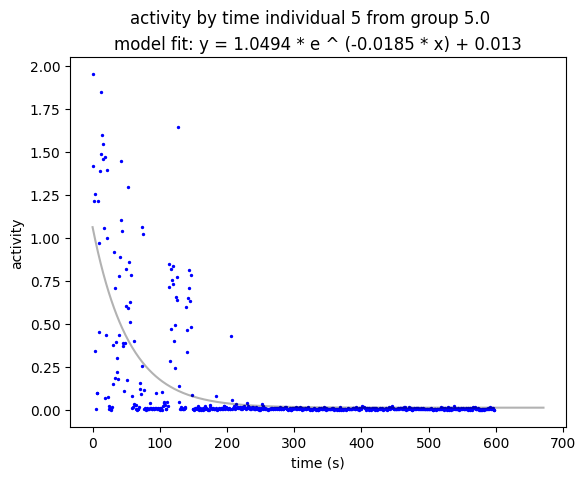 activity by time individual 5 from group 5.0
model fit: y = 1.0494 * e ^ (-0.0185 * x) + 0.013
2.00
1.75
1.50
1.25
1.00
0.75
0.50
0.25
0.00
activity
0 100 200 300 400 500 600 700
time (s)